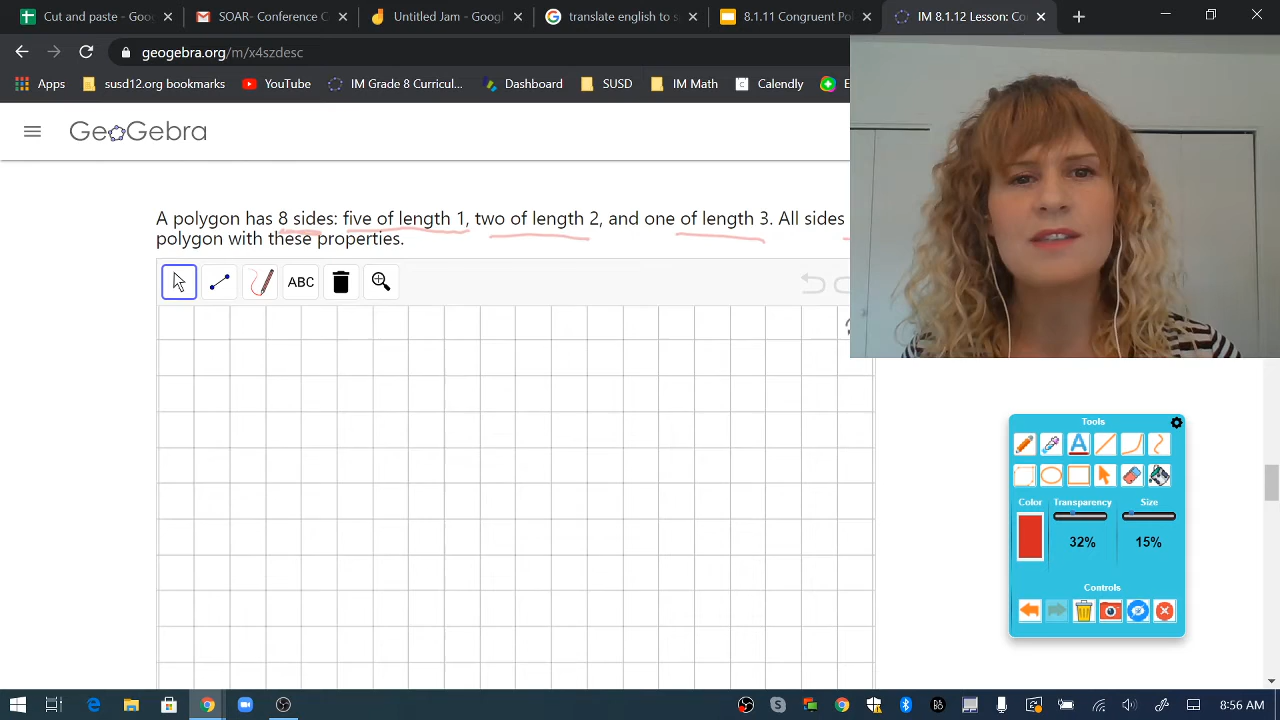 Cut and paste - Googl
SOAR- Conference C
Untitled Jam - Google
translate english to s
8.1.11 Congruent Po
IM 8.1.12 Lesson: Co
geogebra.org/m/x4szdesc
Apps
susd12.org bookmarks
YouTube
IM Grade 8 Curricul...
Dashboard
SUSD
IM Math
Calendly
GeoGebra
A polygon has 8 sides: five of length 1, two of length 2, and one of length 3. All sides
polygon with these properties.
ABC
Tools
A
Color Transparency Size
32% 15%
Controls
8:56 AM